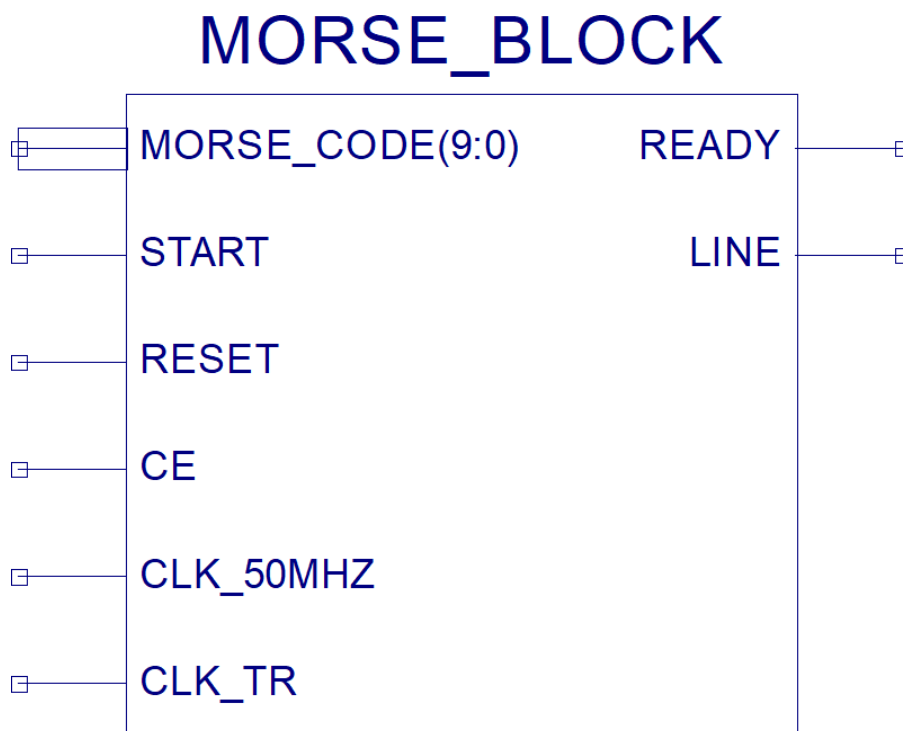 MORSE_BLOCK
MORSE_CODE(9:0) READY
START LINE
RESET
CE
CLK_50MHZ
CLK_TR